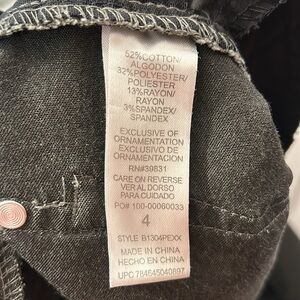 52%COTTON/
ALGODON
32%POLYESTER/
POLIESTER
13%RAYON/
RAYON
3%SPANDEX/
SPANDEX
EXCLUSIVE OF
ORNAMENTATION
EXCLUSIVO DE
ORNAMENTACION
RN#39831
CARE ON REVERSE
VER AL DORSO
PARA CUIDADO
PO# 100-00060033
4
STYLE B1304PEXX
MADE IN CHINA
HECHO EN CHINA
UPC 784645040897